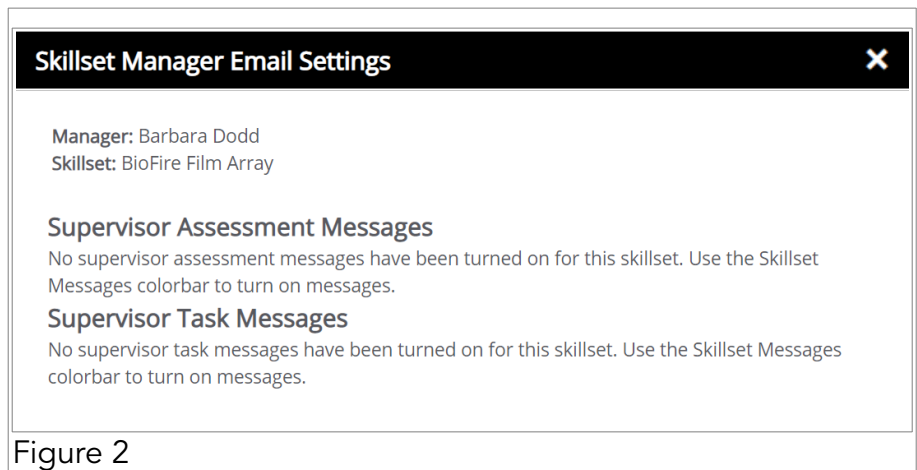 Skillset Manager Email Settings
Manager: Barbara Dodd
Skillset: BioFire Film Array
Supervisor Assessment Messages
No supervisor assessment messages have been turned on for this skillset. Use the Skillset
Messages colorbar to turn on messages.
Supervisor Task Messages
No supervisor task messages have been turned on for this skillset. Use the Skillset Messages
colorbar to turn on messages.
Figure 2